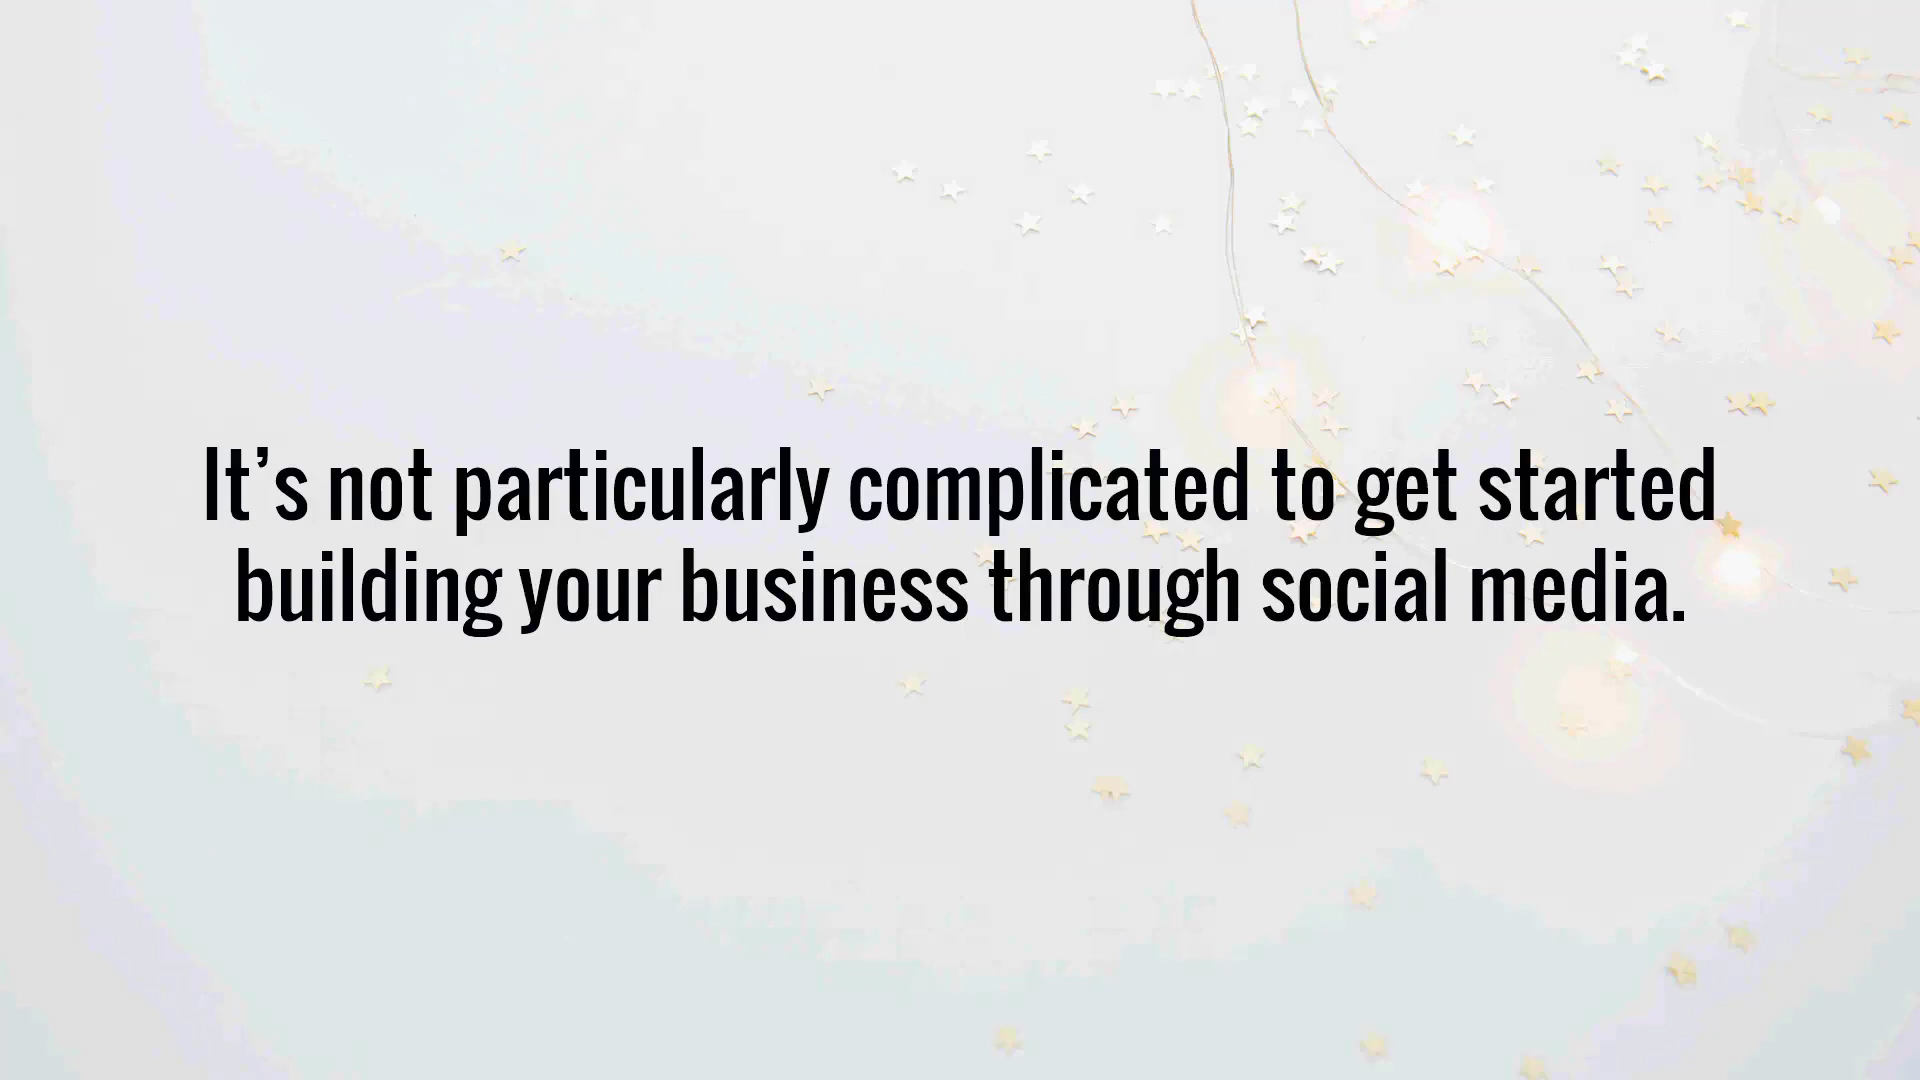 It’s not particularly complicated to get started
building your business through social media.